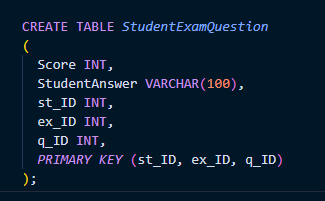 CREATE TABLE StudentExamQuestion
(
Score INT,
StudentAnswer VARCHAR(100),
st_ID INT,
ex_ID INT,
q_ID INT,
PRIMARY KEY (st_ID, ex_ID, q_ID)
);